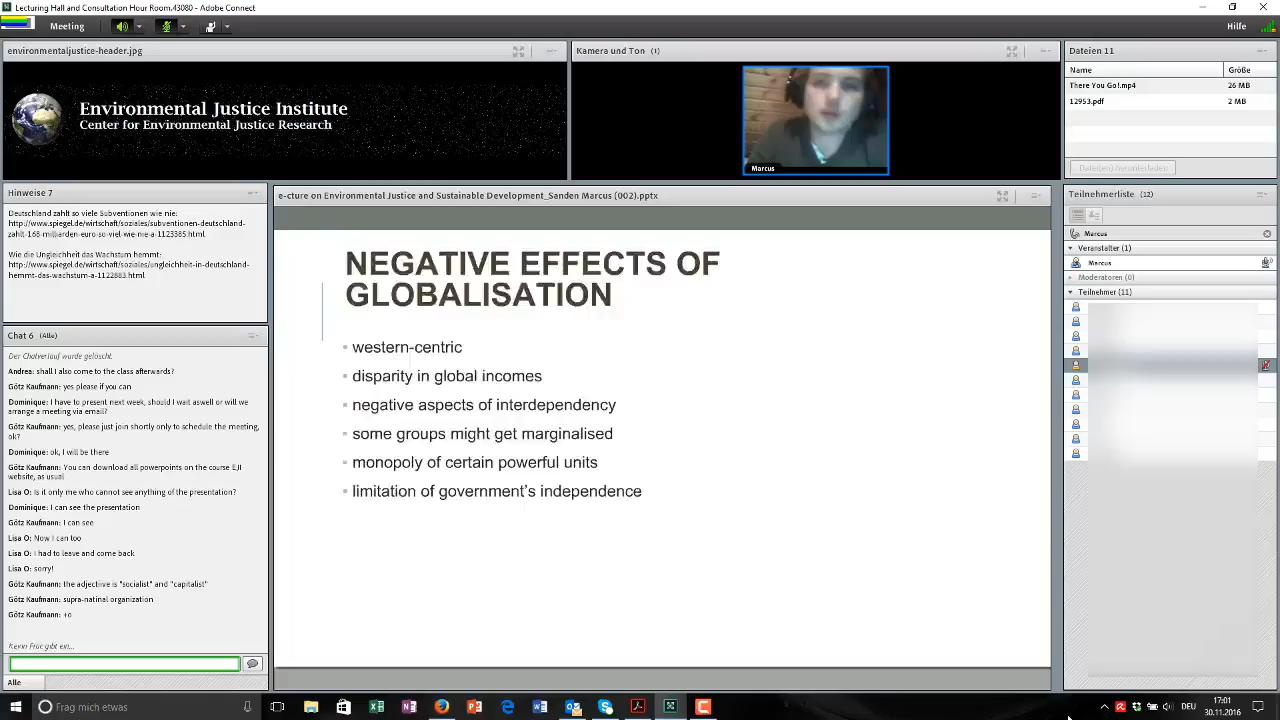 Lecturing Hall and Consultation Hour Room.43080 - Adobe Connect
Meeting
Hilfe
environmentaljustice-header.jpg
Environmental Justice Institute
Center for Environmental Justice Research
Kamera und Ton (1)
Marcus
Dateien 11
Name Größe
There You Go!.mp4 26 MB
12953.pdf 2 MB
Datei(en) herunterladen
Hinweise 7
Deutschland zahlt so viele Subventionen wie nie:
http://www.spiegel.de/wirtschaft/soziales/subventionen-deutschland-
zahlt-168-milliarden-euro-so-viel-wie-nie-a-1123385.html
Wie die Ungleichheit das Wachstum hemmt:
http://www.spiegel.de/wirtschaft/soziales/ungleichheit-in-deutschland-
hemmt-das-wachstum-a-1122883.html
Chat 6 (Alle)
Der Chatverlauf wurde gelöscht.
Andrea: shall I also come to the class afterwards?
Götz Kaufmann: yes please if you can
Dominique: I have to present next week, should I wait aswell or will we
arrange a meeting via email?
Götz Kaufmann: yes, please just join shortly only to schedule the meeting,
ok?
Dominique: ok, I will be there
Götz Kaufmann: You can download all powerpoints on the course EJI
website, as usual
Lisa O: Is it only me who cannot see anything of the presentation?
Dominique: I can see the presentation
Götz Kaufmann: I can see
Lisa O: Now I can too
Lisa O: I had to leave and come back
Lisa O: sorry!
Götz Kaufmann: the adjective is "socialist" and "capitalist"
Götz Kaufmann: supra-natinal organization
Götz Kaufmann: +o
Alle
e-cture on Environmental Justice and Sustainable Development_Sanden Marcus (002).pptx
NEGATIVE EFFECTS OF
GLOBALISATION
western-centric
disparity in global incomes
negative aspects of interdependency
some groups might get marginalised
monopoly of certain powerful units
limitation of government's independence
Teilnehmerliste (12)
Marcus
Veranstalter (1)
Marcus
Moderatoren (0)
Teilnehmer (11)
Frag mich etwas
DEU
17:01
30.11.2016